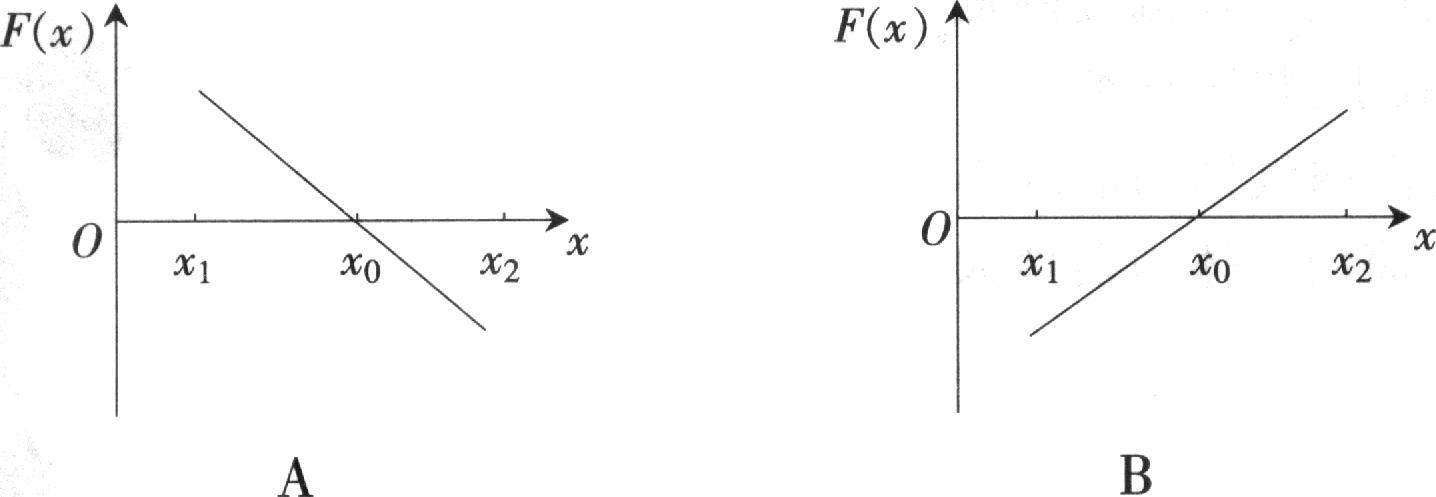 F(x) F(x)
O x₁ x₀ x₂ x O x₁ x₀ x₂ x
A B